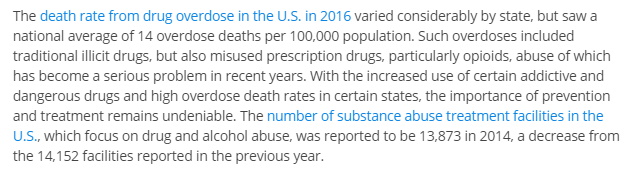 The death rate from drug overdose in the U.S. in 2016 varied considerably by state, but saw a
national average of 14 overdose deaths per 100,000 population. Such overdoses included
traditional illicit drugs, but also misused prescription drugs, particularly opioids, abuse of which
has become a serious problem in recent years. With the increased use of certain addictive and
dangerous drugs and high overdose death rates in certain states, the importance of prevention
and treatment remains undeniable. The number of substance abuse treatment facilities in the
U.S., which focus on drug and alcohol abuse, was reported to be 13,873 in 2014, a decrease from
the 14,152 facilities reported in the previous year.